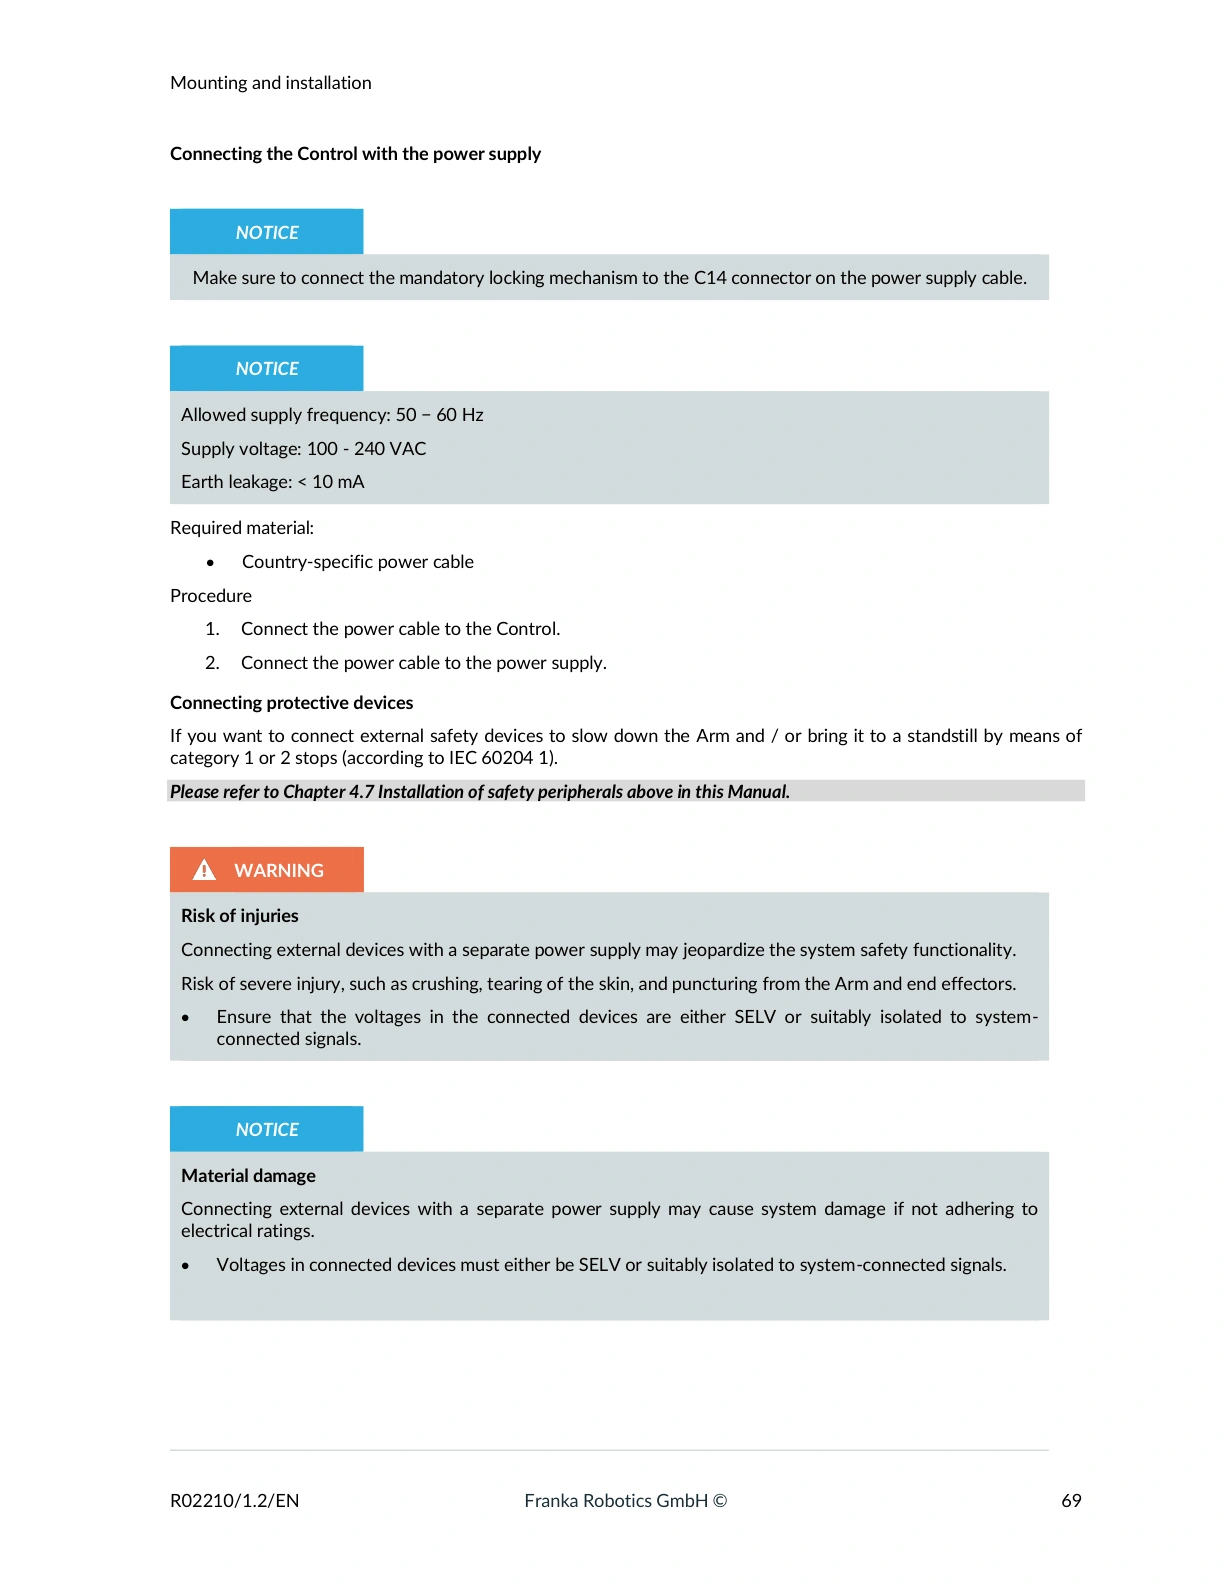 Mounting and installation
Connecting the Control with the power supply
NOTICE
Make sure to connect the mandatory locking mechanism to the C14 connector on the power supply cable.
NOTICE
Allowed supply frequency: 50 – 60 Hz
Supply voltage: 100 - 240 VAC
Earth leakage: < 10 mA
Required material:
• Country-specific power cable
Procedure
1. Connect the power cable to the Control.
2. Connect the power cable to the power supply.
Connecting protective devices
If you want to connect external safety devices to slow down the Arm and / or bring it to a standstill by means of
category 1 or 2 stops (according to IEC 60204 1).
Please refer to Chapter 4.7 Installation of safety peripherals above in this Manual.
WARNING
Risk of injuries
Connecting external devices with a separate power supply may jeopardize the system safety functionality.
Risk of severe injury, such as crushing, tearing of the skin, and puncturing from the Arm and end effectors.
• Ensure that the voltages in the connected devices are either SELV or suitably isolated to system-
connected signals.
NOTICE
Material damage
Connecting external devices with a separate power supply may cause system damage if not adhering to
electrical ratings.
• Voltages in connected devices must either be SELV or suitably isolated to system-connected signals.
R02210/1.2/EN Franka Robotics GmbH © 69